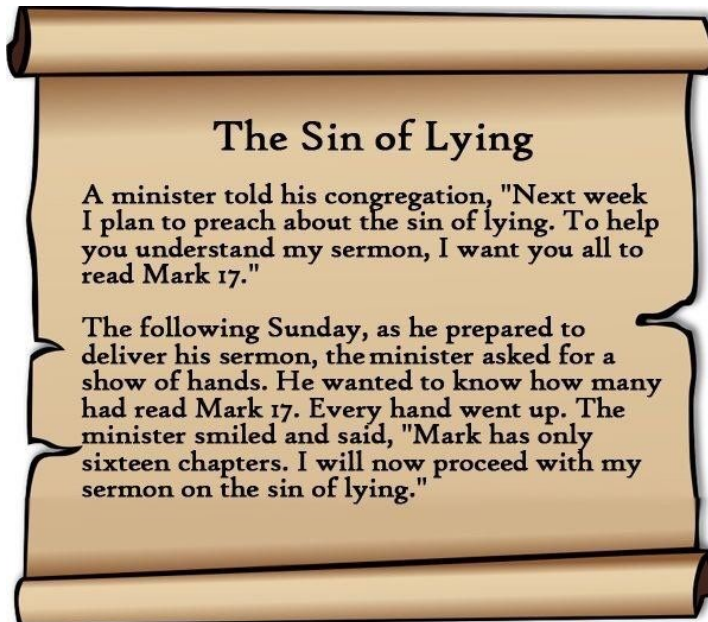 The Sin of Lying
A minister told his congregation, "Next week
I plan to preach about the sin of lying. To help
you understand my sermon, I want you all to
read Mark 17."
The following Sunday, as he prepared to
deliver his sermon, the minister asked for a
show of hands. He wanted to know how many
had read Mark 17. Every hand went up. The
minister smiled and said, "Mark has only
sixteen chapters. I will now proceed with my
sermon on the sin of lying."